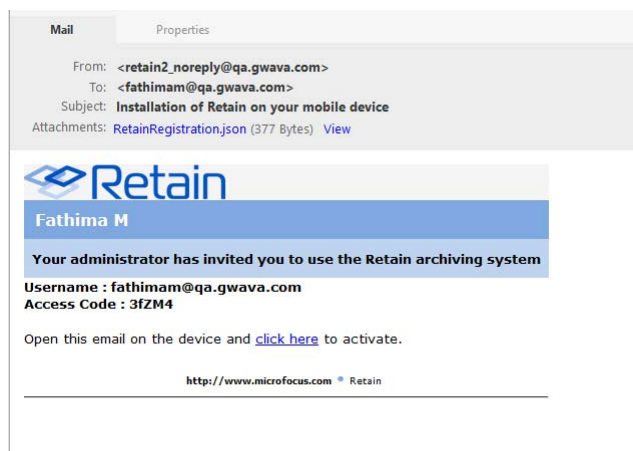 Mail Properties
From: <retain2_noreply@qa.gwava.com>
To: <fathimam@qa.gwava.com>
Subject: Installation of Retain on your mobile device
Attachments: RetainRegistration.json (377 Bytes) View
Retain
Fathima M
Your administrator has invited you to use the Retain archiving system
Username : fathimam@qa.gwava.com
Access Code : 3fZM4
Open this email on the device and click here to activate.
http://www.microfocus.com • Retain